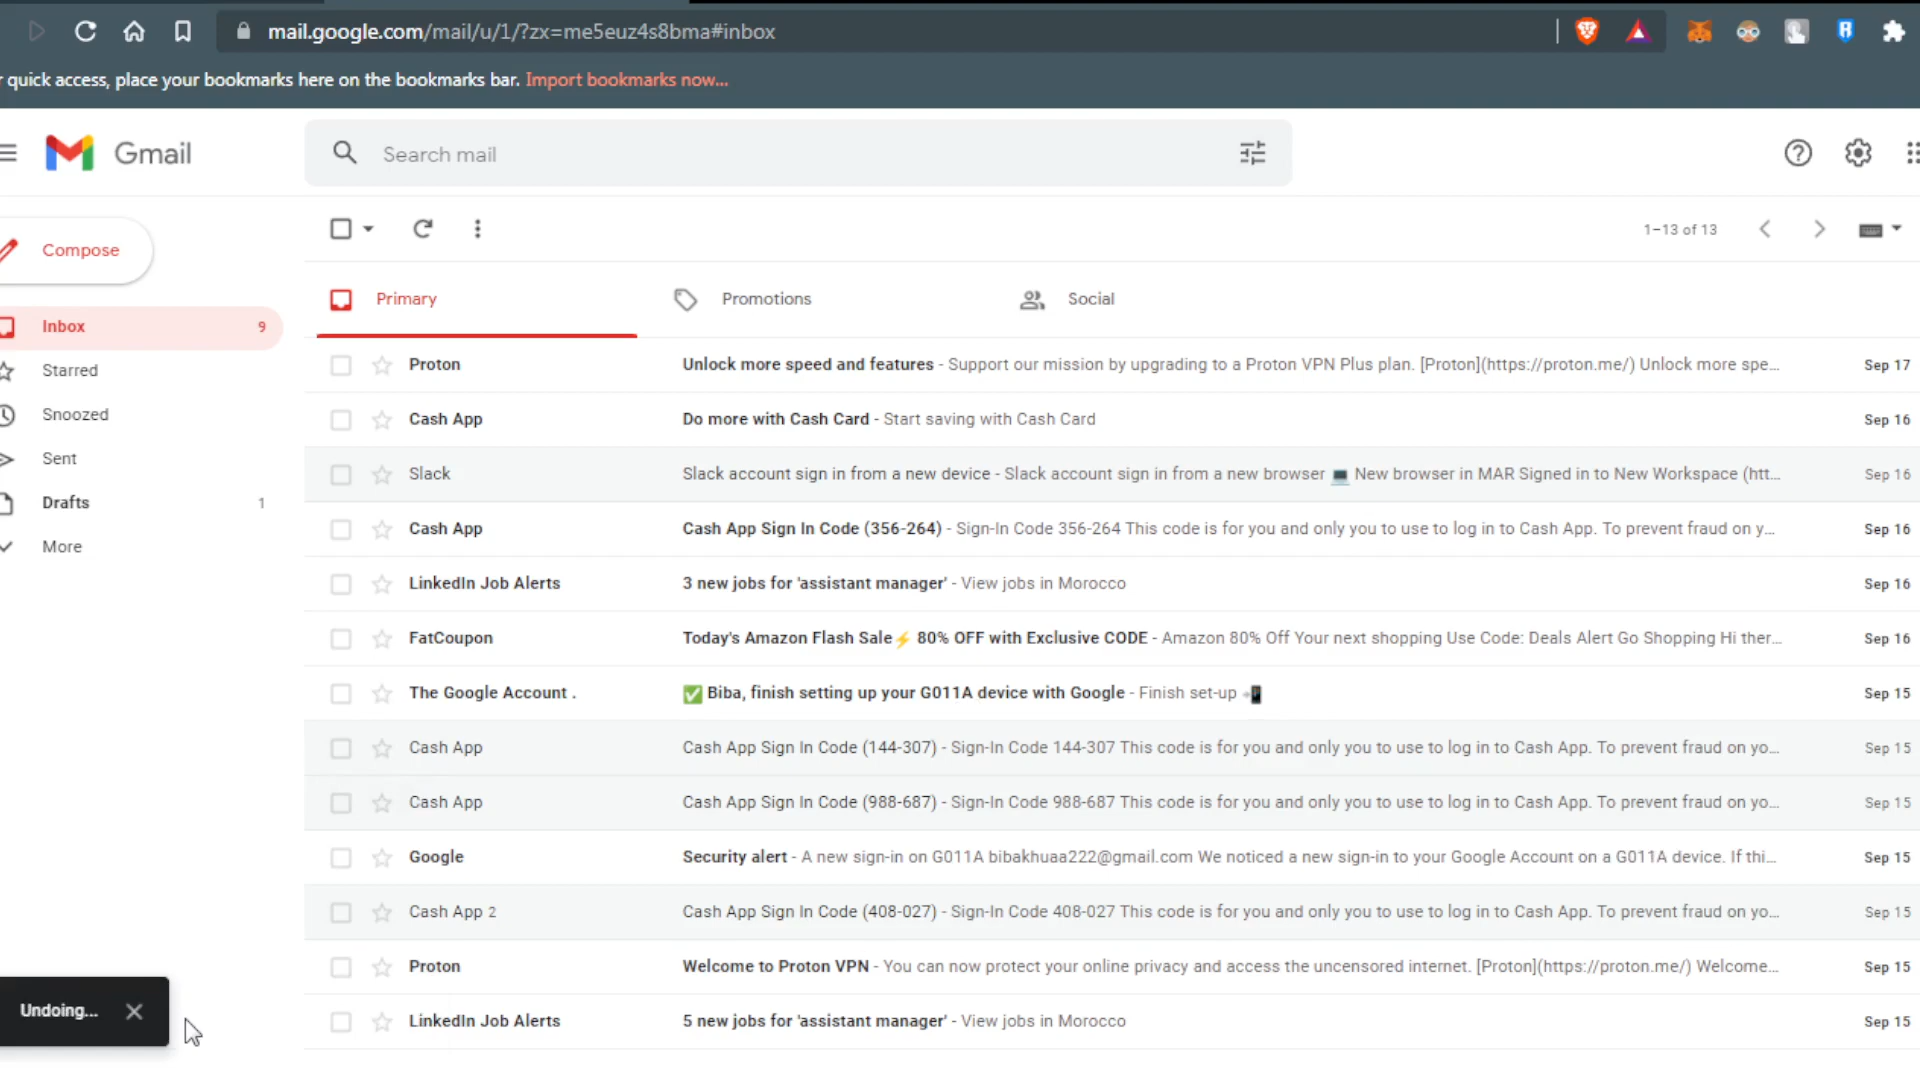 mail.google.com/mail/u/1/?zx=me5euz4s8bma#inbox
quick access, place your bookmarks here on the bookmarks bar. Import bookmarks now...
Gmail
Search mail
Compose
1–13 of 13
Primary
Promotions
Social
Inbox 9
Starred
Snoozed
Sent
Drafts 1
More
Proton Unlock more speed and features - Support our mission by upgrading to a Proton VPN Plus plan. [Proton](https://proton.me/) Unlock more spe... Sep 17
Cash App Do more with Cash Card - Start saving with Cash Card Sep 16
Slack Slack account sign in from a new device - Slack account sign in from a new browser 💻 New browser in MAR Signed in to New Workspace (htt... Sep 16
Cash App Cash App Sign In Code (356-264) - Sign-In Code 356-264 This code is for you and only you to use to log in to Cash App. To prevent fraud on y... Sep 16
LinkedIn Job Alerts 3 new jobs for 'assistant manager' - View jobs in Morocco Sep 16
FatCoupon Today's Amazon Flash Sale⚡ 80% OFF with Exclusive CODE - Amazon 80% Off Your next shopping Use Code: Deals Alert Go Shopping Hi ther... Sep 16
The Google Account . ✅ Biba, finish setting up your G011A device with Google - Finish set-up 📲 Sep 15
Cash App Cash App Sign In Code (144-307) - Sign-In Code 144-307 This code is for you and only you to use to log in to Cash App. To prevent fraud on yo... Sep 15
Cash App Cash App Sign In Code (988-687) - Sign-In Code 988-687 This code is for you and only you to use to log in to Cash App. To prevent fraud on yo... Sep 15
Google Security alert - A new sign-in on G011A bibakhuaa222@gmail.com We noticed a new sign-in to your Google Account on a G011A device. If thi... Sep 15
Cash App 2 Cash App Sign In Code (408-027) - Sign-In Code 408-027 This code is for you and only you to use to log in to Cash App. To prevent fraud on yo... Sep 15
Proton Welcome to Proton VPN - You can now protect your online privacy and access the uncensored internet. [Proton](https://proton.me/) Welcome... Sep 15
LinkedIn Job Alerts 5 new jobs for 'assistant manager' - View jobs in Morocco Sep 15
Undoing...